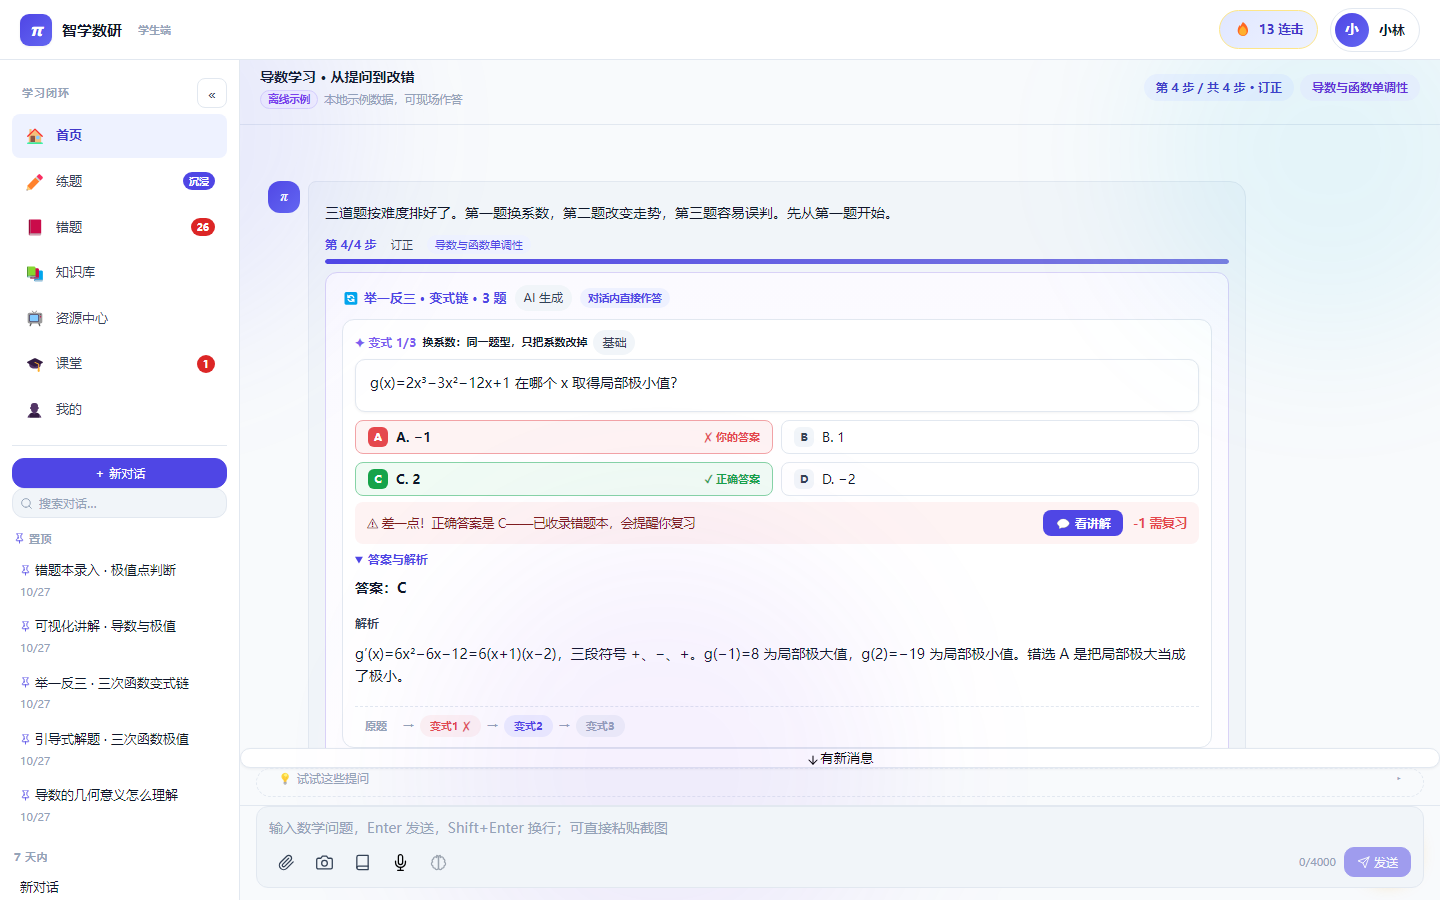 π 智学数研 学生端
13 连击
小 小林
学习闭环 «
首页
练题 沉浸
错题 26
知识库
资源中心
课堂 1
我的
+ 新对话
搜索对话...
置顶
错题本录入 · 极值点判断
10/27
可视化讲解 · 导数与极值
10/27
举一反三 · 三次函数变式链
10/27
引导式解题 · 三次函数极值
10/27
导数的几何意义怎么理解
10/27
7 天内
新对话
导数学习 • 从提问到改错
离线示例 本地示例数据，可现场作答
第 4 步 / 共 4 步 • 订正 导数与函数单调性
π
三道题按难度排好了。第一题换系数，第二题改变走势，第三题容易误判。先从第一题开始。
第 4/4 步 订正 导数与函数单调性
举一反三 • 变式链 • 3 题 AI 生成 对话内直接作答
✦ 变式 1/3 换系数：同一题型，只把系数改掉 基础
g(x)=2x³−3x²−12x+1 在哪个 x 取得局部极小值？
A A. −1 ✗ 你的答案
B B. 1
C C. 2 ✓ 正确答案
D D. −2
⚠ 差一点！正确答案是 C——已收录错题本，会提醒你复习 看讲解 -1 需复习
▼ 答案与解析
答案：C
解析
g′(x)=6x²−6x−12=6(x+1)(x−2)，三段符号 +、−、+。g(−1)=8 为局部极大值，g(2)=−19 为局部极小值。错选 A 是把局部极大当成
了极小。
原题 → 变式1 ✗ → 变式2 → 变式3
↓ 有新消息
试试这些提问
输入数学问题，Enter 发送，Shift+Enter 换行；可直接粘贴截图
0/4000 发送